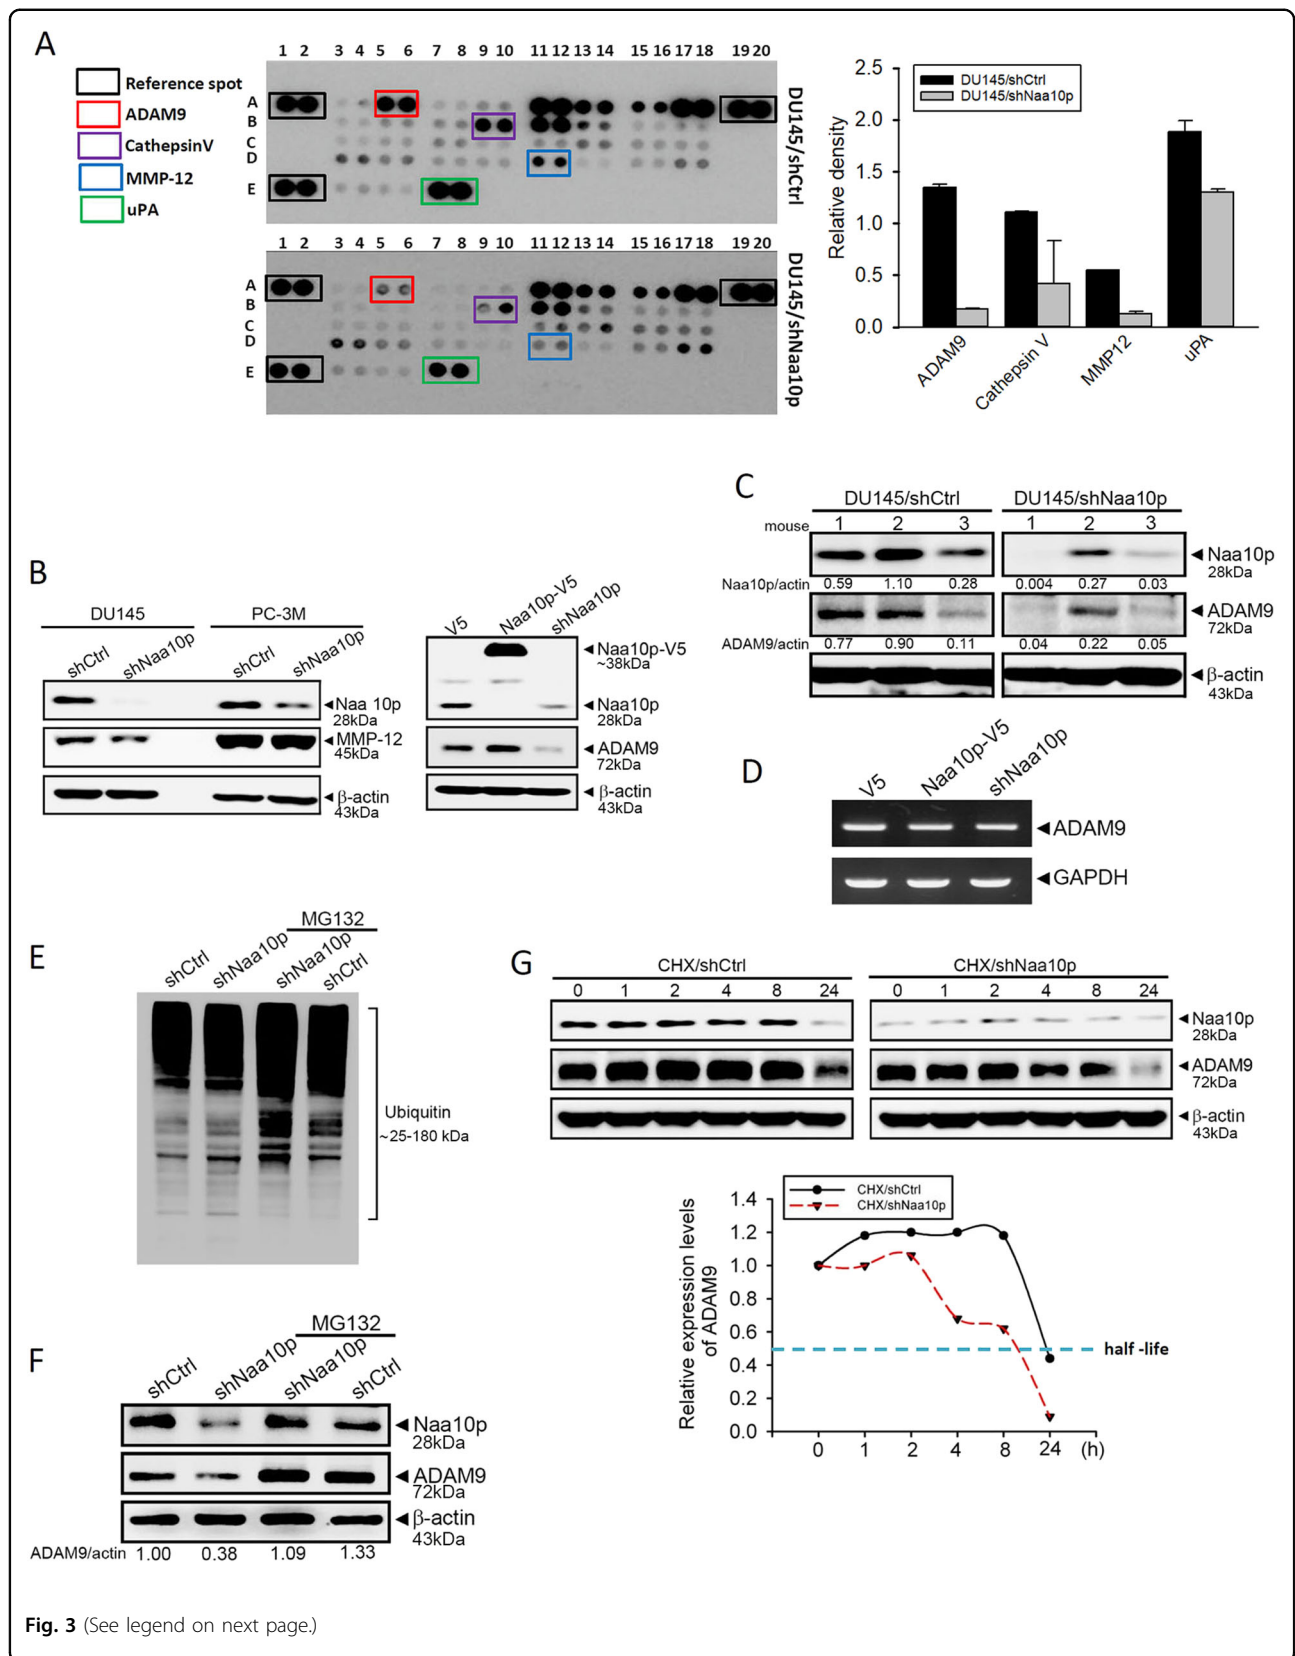 A
1 2 3 4 5 6 7 8 9 10 11 12 13 14 15 16 17 18 19 20
Reference spot
ADAM9
CathepsinV
MMP-12
uPA
A
B
C
D
E
DU145/shCtrl
1 2 3 4 5 6 7 8 9 10 11 12 13 14 15 16 17 18 19 20
A
B
C
D
E
DU145/shNaa10p
2.5
2.0
1.5
1.0
0.5
0.0
Relative density
DU145/shCtrl
DU145/shNaa10p
ADAM9
Cathepsin V
MMP12
uPA
B
DU145 PC-3M
shCtrl shNaa10p shCtrl shNaa10p
Naa 10p
28kDa
MMP-12
45kDa
β-actin
43kDa
V5 Naa10p-V5 shNaa10p
Naa10p-V5
~38kDa
Naa10p
28kDa
ADAM9
72kDa
β-actin
43kDa
C
DU145/shCtrl DU145/shNaa10p
mouse 1 2 3 1 2 3
Naa10p
28kDa
Naa10p/actin 0.59 1.10 0.28 0.004 0.27 0.03
ADAM9
72kDa
ADAM9/actin 0.77 0.90 0.11 0.04 0.22 0.05
β-actin
43kDa
D
V5 Naa10p-V5 shNaa10p
ADAM9
GAPDH
E
MG132
shCtrl shNaa10p shNaa10p shCtrl
Ubiquitin
~25-180 kDa
F
MG132
shCtrl shNaa10p shNaa10p shCtrl
Naa10p
28kDa
ADAM9
72kDa
β-actin
43kDa
ADAM9/actin 1.00 0.38 1.09 1.33
G
CHX/shCtrl CHX/shNaa10p
0 1 2 4 8 24 0 1 2 4 8 24
Naa10p
28kDa
ADAM9
72kDa
β-actin
43kDa
CHX/shCtrl
CHX/shNaa10p
Relative expression levels
of ADAM9
1.4
1.2
1.0
0.8
0.6
0.4
0.2
0.0
half -life
0 1 2 4 8 24 (h)
Fig. 3 (See legend on next page.)